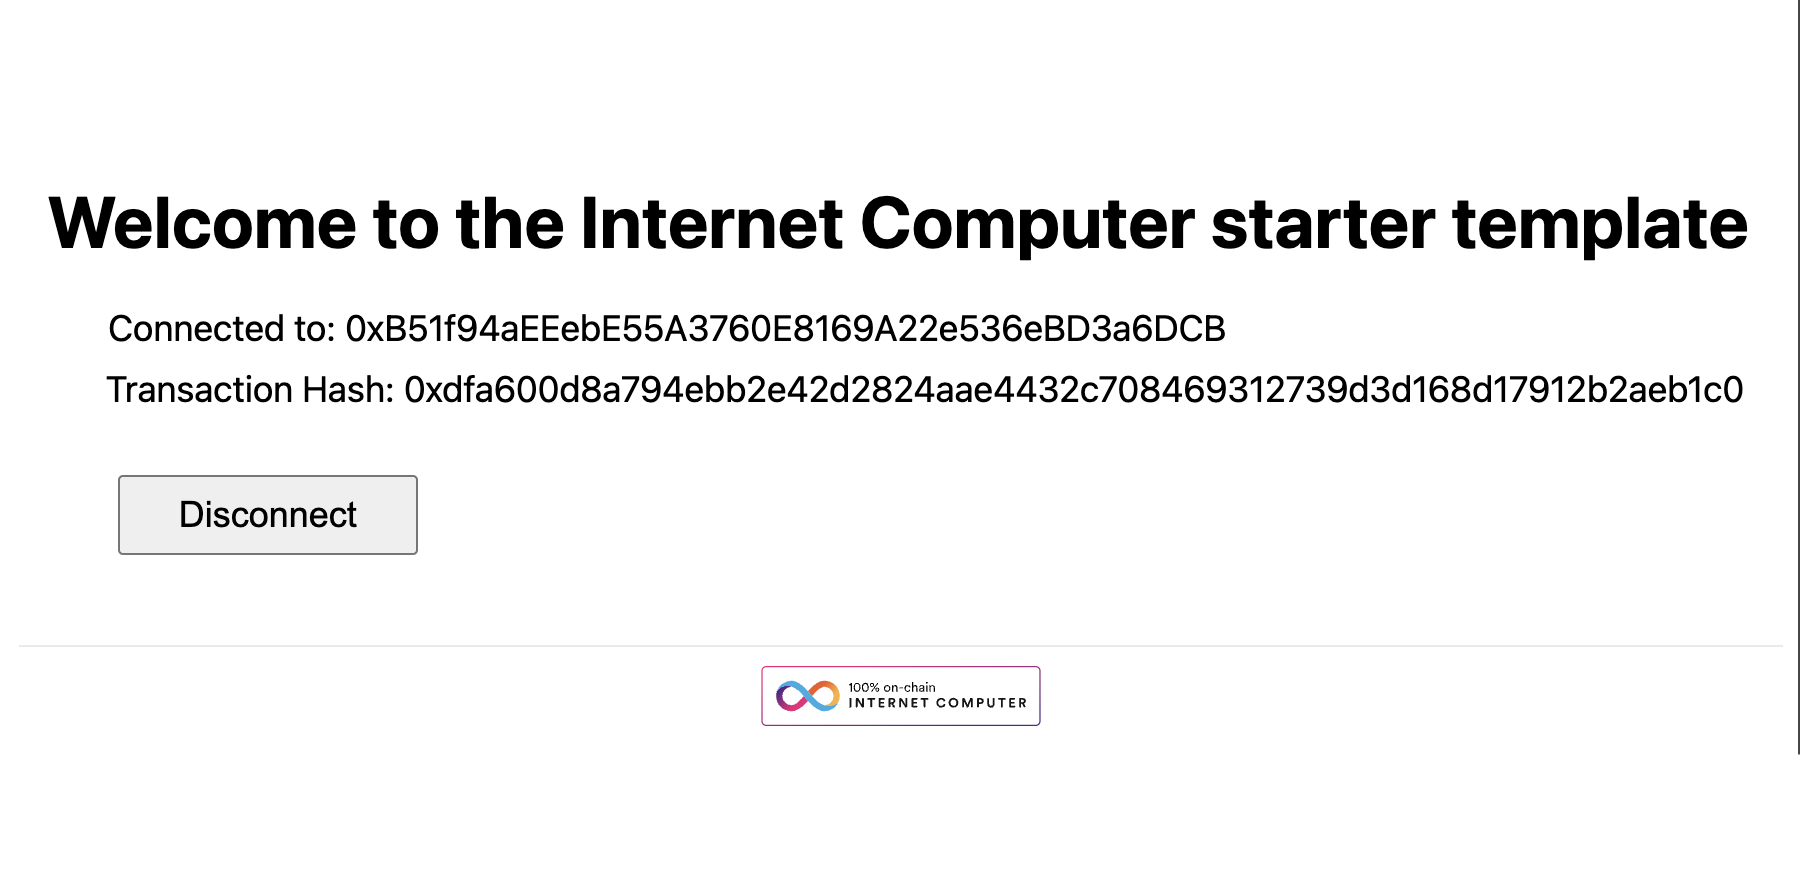 Welcome to the Internet Computer starter template
Connected to: 0xB51f94aEEebE55A3760E8169A22e536eBD3a6DCB
Transaction Hash: 0xdfa600d8a794ebb2e42d2824aae4432c708469312739d3d168d17912b2aeb1c0
Disconnect
100% on-chain
INTERNET COMPUTER